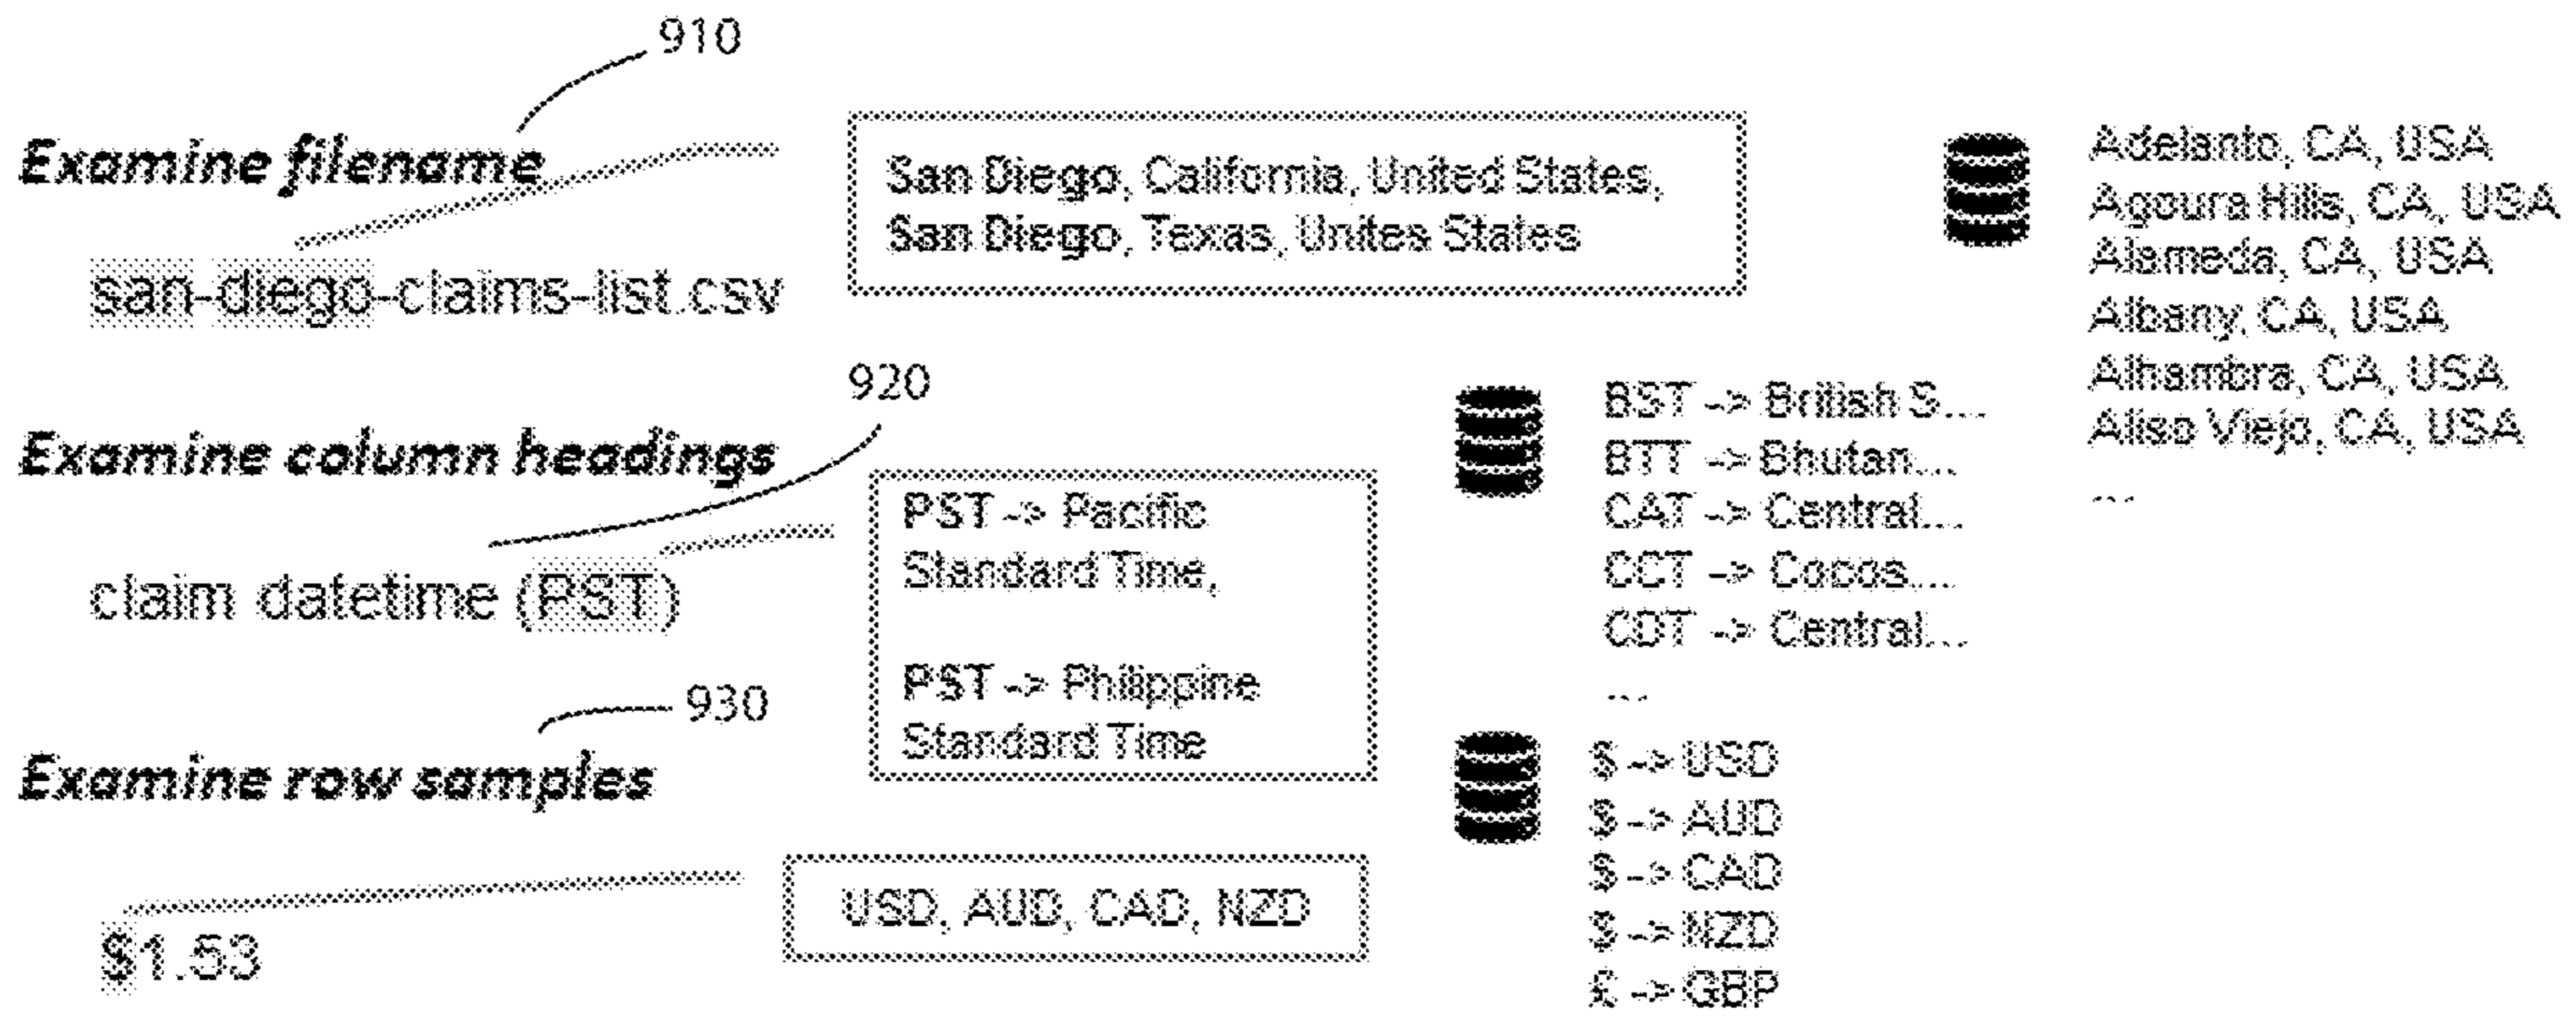 910
Examine filename
san-diego-claims-list.csv
San Diego, California, United States,
San Diego, Texas, Unites States
Adelanto, CA, USA
Agoura Hills, CA, USA
Alameda, CA, USA
Albany, CA, USA
Alhambra, CA, USA
Aliso Viejo, CA, USA
...
920
Examine column headings
claim datetime (PST)
PST -> Pacific
Standard Time,
PST -> Philippine
Standard Time
BST -> British S...
BTT -> Bhutan...
CAT -> Central...
CCT -> Cocos...
CDT -> Central...
...
930
Examine row samples
$1.53
USD, AUD, CAD, NZD
$ -> USD
$ -> AUD
$ -> CAD
$ -> NZD
£ -> GBP